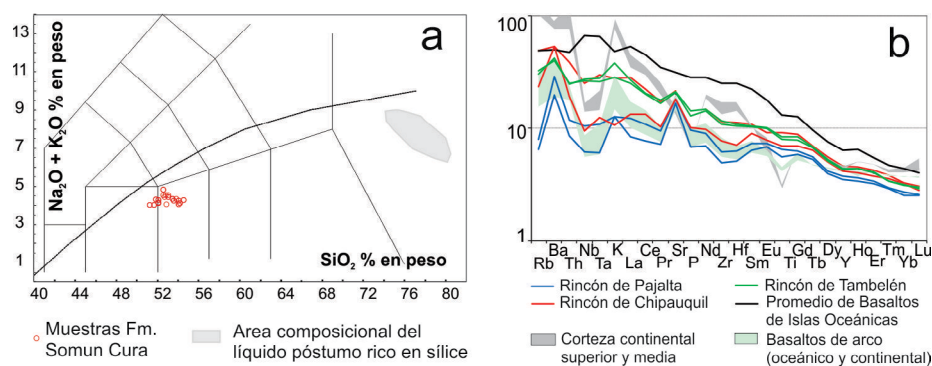 a
13
11
9
7
5
3
1
Na2O + K2O % en peso
SiO2 % en peso
40 44 48 52 56 60 64 68 72 76 80
Muestras Fm.
Somun Cura
Area composicional del
líquido póstumo rico en sílice
b
100
10
1
Ba Nb K Ce Sr Nd Hf Eu Gd Dy Ho Tm Lu
Rb Th Ta La Pr P Zr Sm Ti Tb Y Er Yb
Rincón de Pajalta
Rincón de Chipauquil
Rincón de Tambelén
Promedio de Basaltos
de Islas Oceánicas
Corteza continental
superior y media
Basaltos de arco
(oceánico y continental)